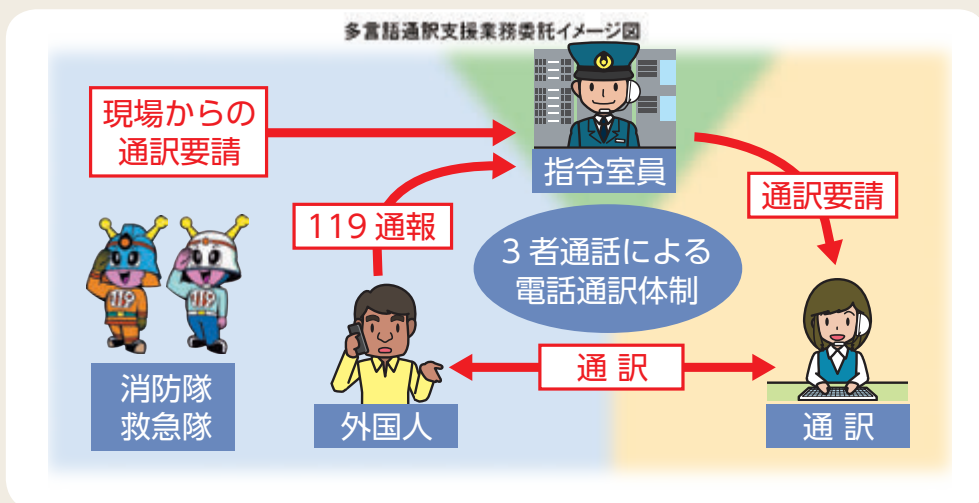 多言語通訳支援業務委託イメージ図
現場からの
通訳要請
指令室員
通訳要請
119 通報
3 者通話による
電話通訳体制
通 訳
消防隊
救急隊
外国人
通 訳
119
119